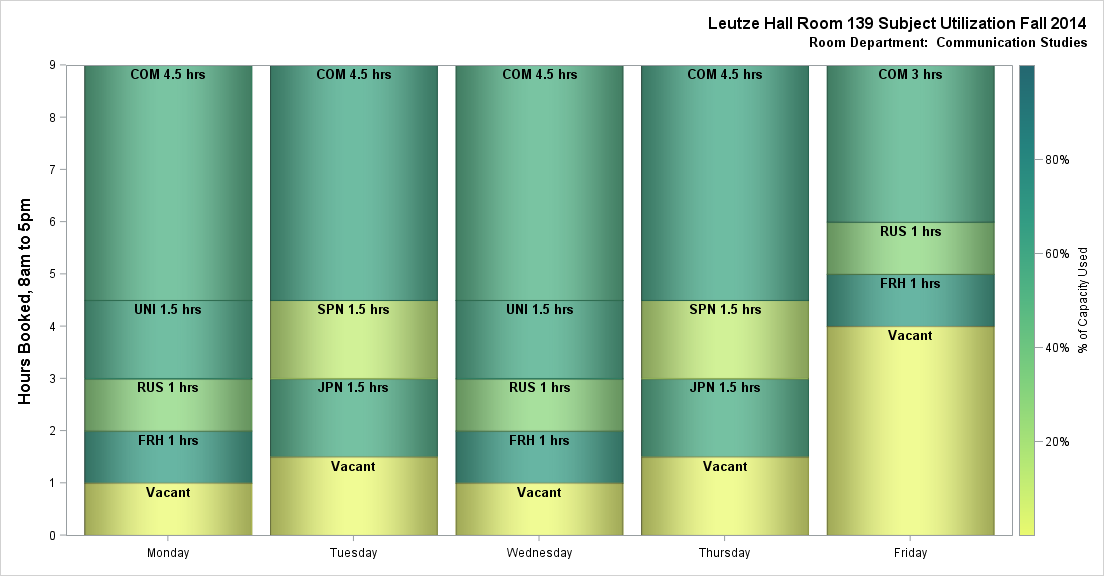 Leutze Hall Room 139 Subject Utilization Fall 2014
Room Department:  Communication Studies
Hours Booked, 8am to 5pm
9
8
7
6
5
4
3
2
1
0
COM 4.5 hrs
UNI 1.5 hrs
RUS 1 hrs
FRH 1 hrs
Vacant
COM 4.5 hrs
SPN 1.5 hrs
JPN 1.5 hrs
Vacant
COM 4.5 hrs
UNI 1.5 hrs
RUS 1 hrs
FRH 1 hrs
Vacant
COM 4.5 hrs
SPN 1.5 hrs
JPN 1.5 hrs
Vacant
COM 3 hrs
RUS 1 hrs
FRH 1 hrs
Vacant
Monday
Tuesday
Wednesday
Thursday
Friday
80%
60%
40%
20%
% of Capacity Used